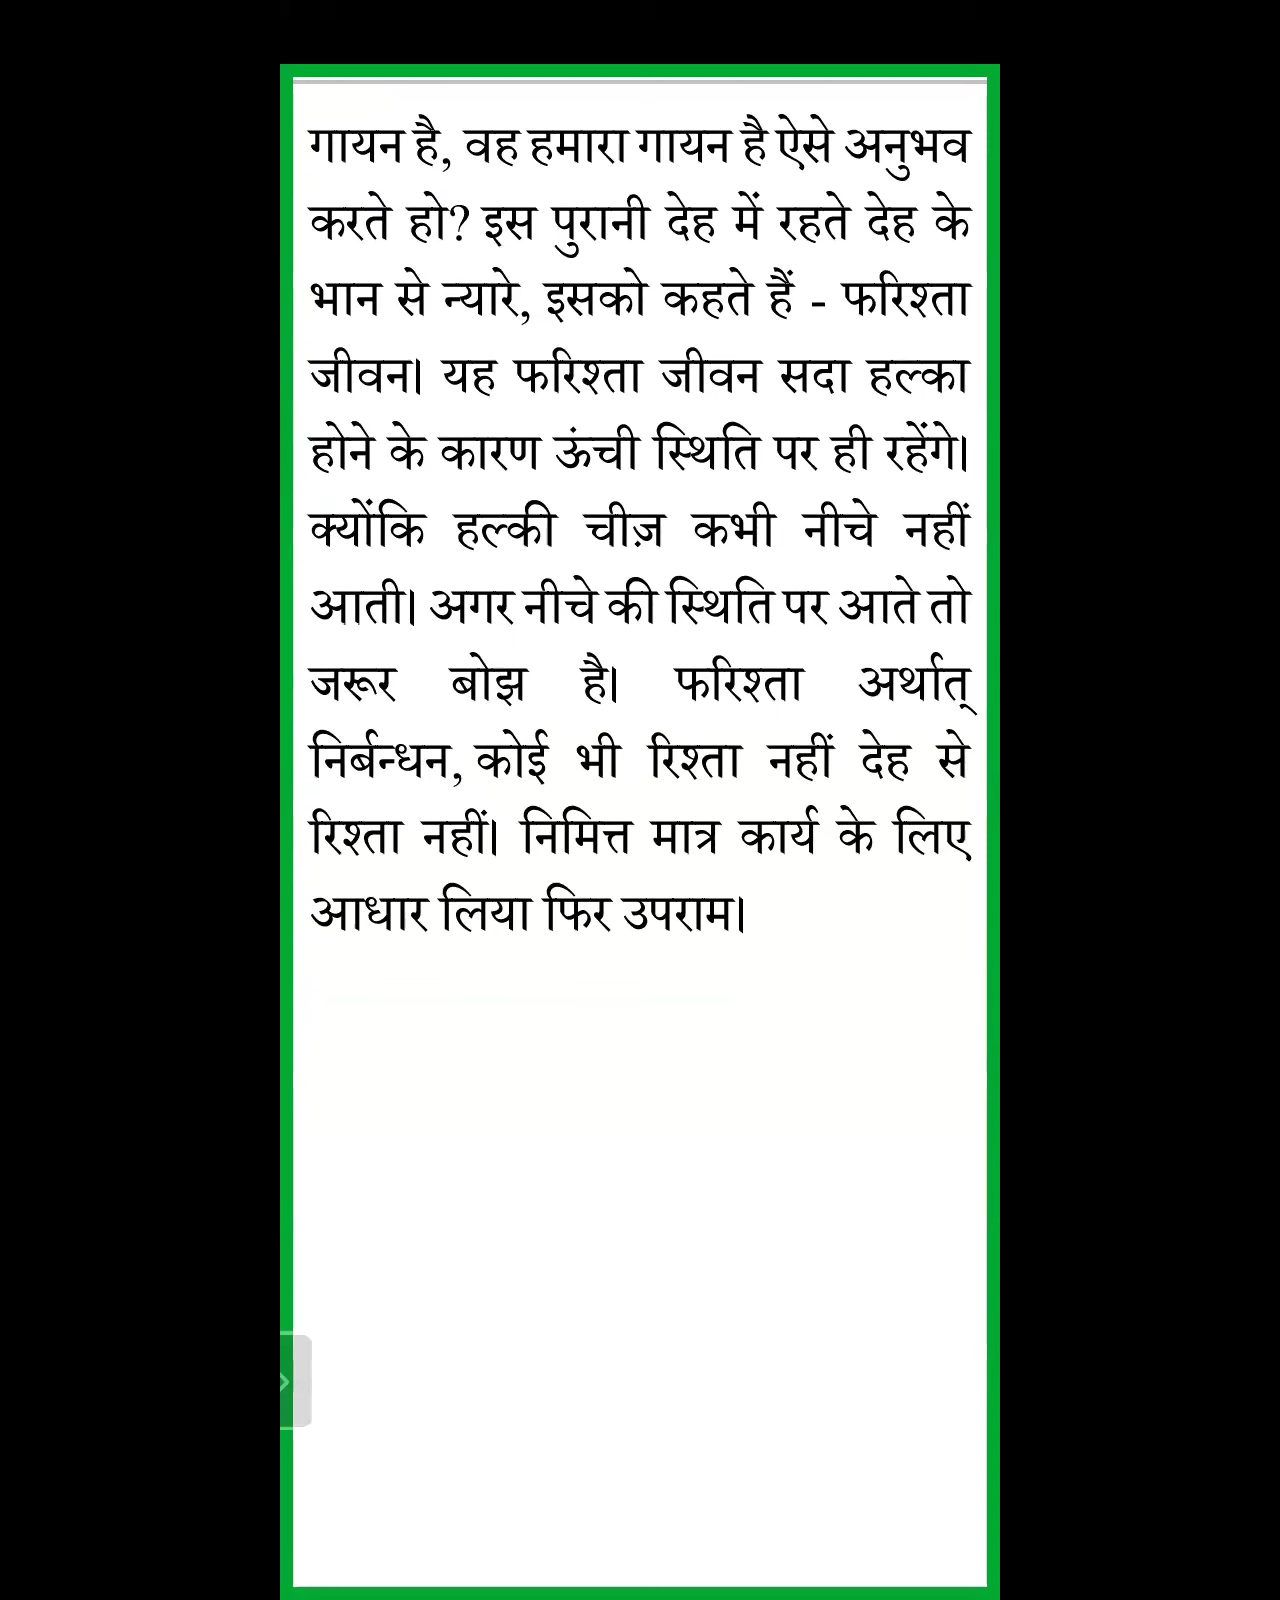 गायन है, वह हमारा गायन है ऐसे अनुभव
करते हो? इस पुरानी देह में रहते देह के
भान से न्यारे, इसको कहते हैं - फरिश्ता
जीवन। यह फरिश्ता जीवन सदा हल्का
होने के कारण ऊंची स्थिति पर ही रहेंगे।
क्योंकि हल्की चीज़ कभी नीचे नहीं
आती। अगर नीचे की स्थिति पर आते तो
जरूर बोझ है। फरिश्ता अर्थात्
निर्बन्धन, कोई भी रिश्ता नहीं देह से
रिश्ता नहीं। निमित्त मात्र कार्य के लिए
आधार लिया फिर उपराम।